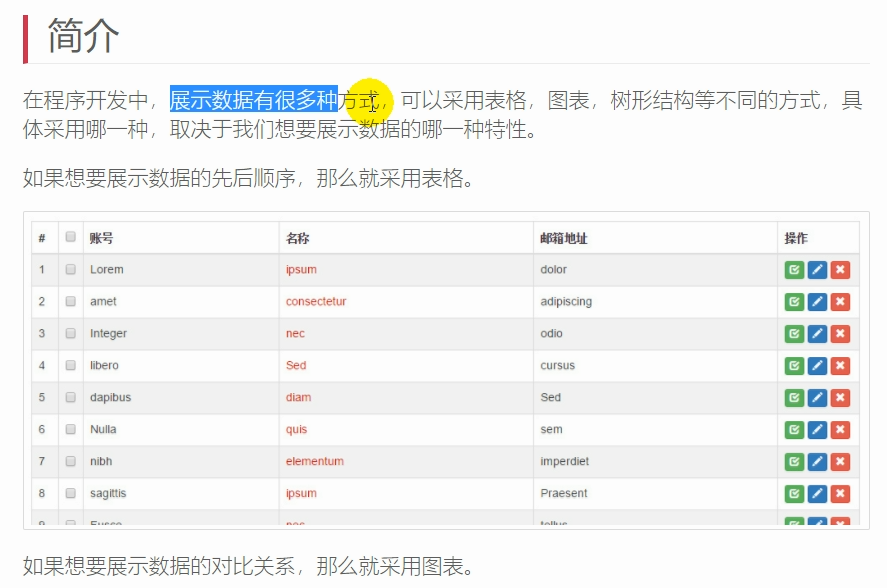 简介
在程序开发中，展示数据有很多种方式，可以采用表格，图表，树形结构等不同的方式，具
体采用哪一种，取决于我们想要展示数据的哪一种特性。
如果想要展示数据的先后顺序，那么就采用表格。
# 账号 名称 邮箱地址 操作
1 Lorem ipsum dolor
2 amet consectetur adipiscing
3 Integer nec odio
4 libero Sed cursus
5 dapibus diam Sed
6 Nulla quis sem
7 nibh elementum imperdiet
8 sagittis ipsum Praesent
如果想要展示数据的对比关系，那么就采用图表。